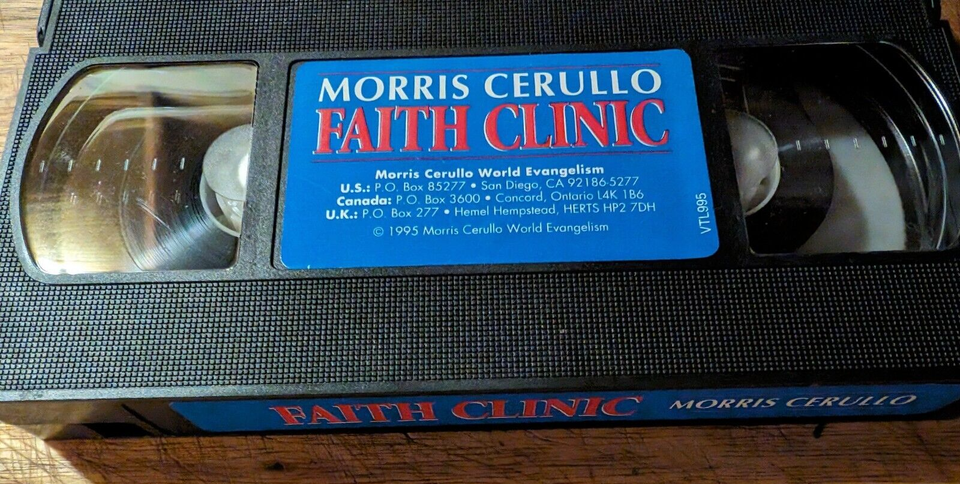 MORRIS CERULLO
FAITH CLINIC
Morris Cerullo World Evangelism
U.S.: P.O. Box 85277 • San Diego, CA 92186-5277
Canada: P.O. Box 3600 • Concord, Ontario L4K 1B6
U.K.: P.O. Box 277 • Hemel Hempstead, HERTS HP2 7DH
© 1995 Morris Cerullo World Evangelism
VTL995
FAITH CLINIC MORRIS CERULLO